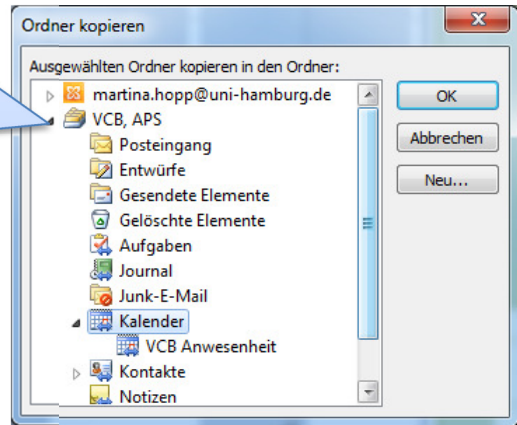 Ordner kopieren
Ausgewählten Ordner kopieren in den Ordner:
martina.hopp@uni-hamburg.de
VCB, APS
Posteingang
Entwürfe
Gesendete Elemente
Gelöschte Elemente
Aufgaben
Journal
Junk-E-Mail
Kalender
VCB Anwesenheit
Kontakte
Notizen
OK
Abbrechen
Neu...